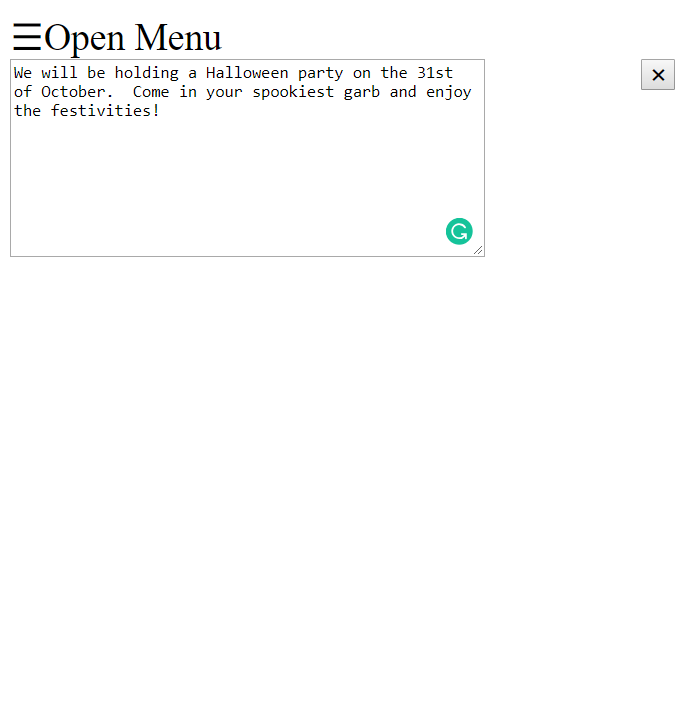 ☰Open Menu
We will be holding a Halloween party on the 31st
of October.  Come in your spookiest garb and enjoy
the festivities!
✕